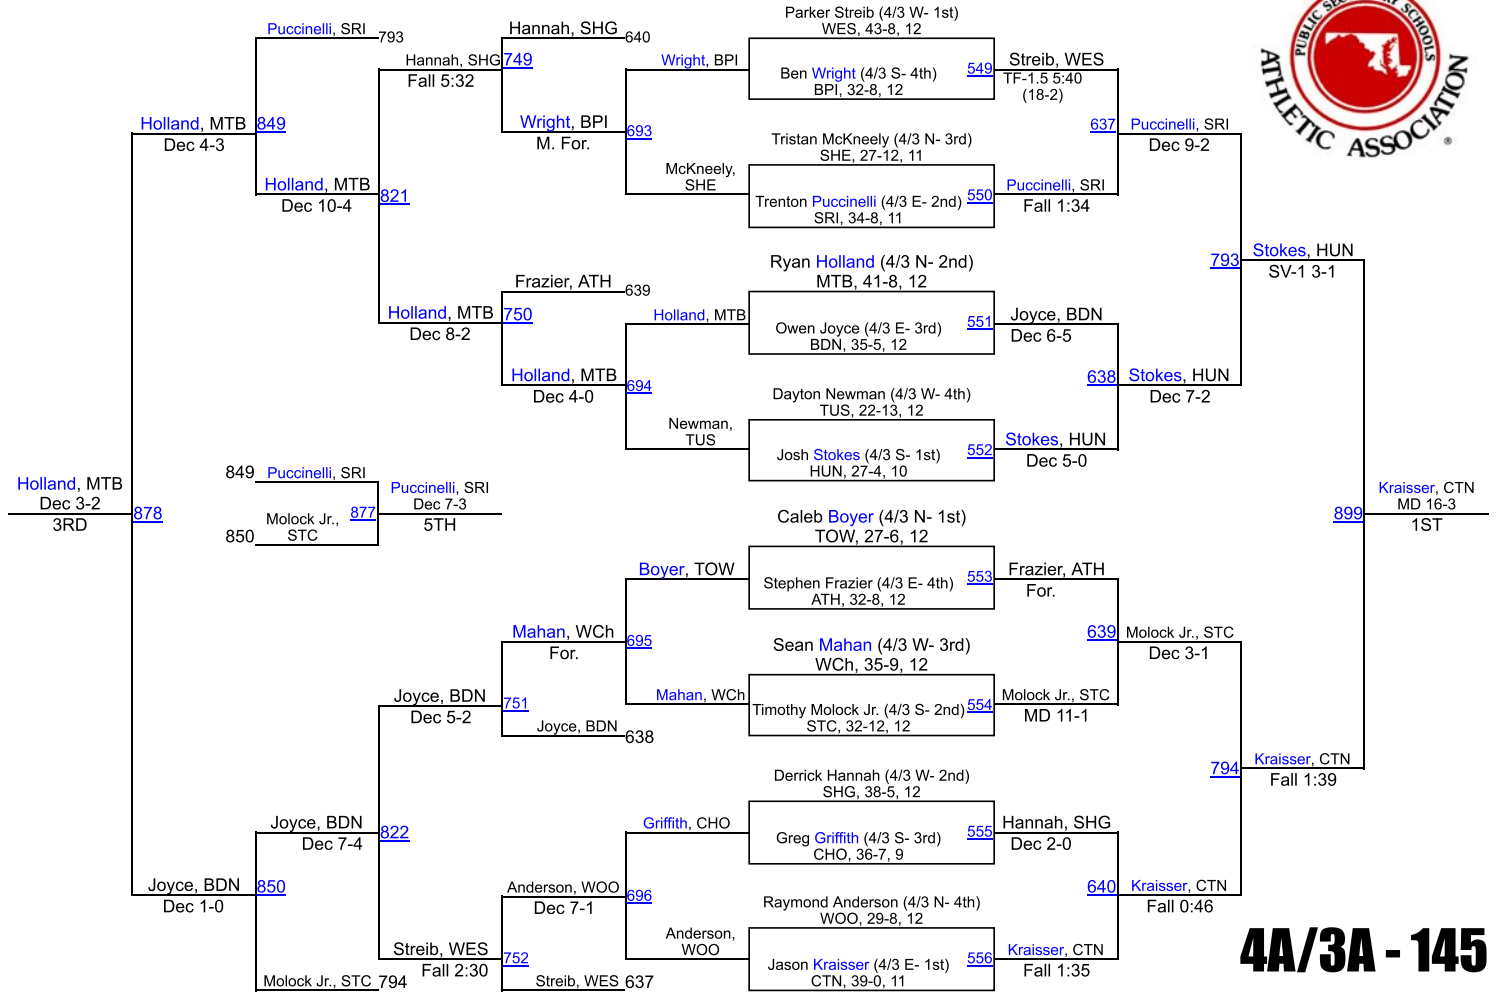 PUBLIC SECONDARY SCHOOLS
ATHLETIC ASSOCIATION
®
Puccinelli, SRI
793
Holland, MTB
849
Dec 4-3
Holland, MTB
Dec 10-4
Hannah, SHG
749
Fall 5:32
821
Hannah, SHG
640
Wright, BPI
M. For.
693
Wright, BPI
McKneely,
SHE
Frazier, ATH
639
Holland, MTB
750
Dec 8-2
Holland, MTB
Dec 4-0
694
Holland, MTB
Newman,
TUS
Parker Streib (4/3 W- 1st)
WES, 43-8, 12
Ben Wright (4/3 S- 4th)
549
BPI, 32-8, 12
Tristan McKneely (4/3 N- 3rd)
SHE, 27-12, 11
Trenton Puccinelli (4/3 E- 2nd)
550
SRI, 34-8, 11
Ryan Holland (4/3 N- 2nd)
MTB, 41-8, 12
Owen Joyce (4/3 E- 3rd)
551
BDN, 35-5, 12
Dayton Newman (4/3 W- 4th)
TUS, 22-13, 12
Josh Stokes (4/3 S- 1st)
552
HUN, 27-4, 10
Streib, WES
TF-1.5 5:40
(18-2)
Puccinelli, SRI
Fall 1:34
637
Puccinelli, SRI
Dec 9-2
Joyce, BDN
Dec 6-5
Stokes, HUN
Dec 5-0
638
Stokes, HUN
Dec 7-2
793
Stokes, HUN
SV-1 3-1
Holland, MTB
Dec 3-2
878
3RD
849
Puccinelli, SRI
Molock Jr.,
STC
850
877
Puccinelli, SRI
Dec 7-3
5TH
899
Kraisser, CTN
MD 16-3
1ST
Caleb Boyer (4/3 N- 1st)
TOW, 27-6, 12
Stephen Frazier (4/3 E- 4th)
553
ATH, 32-8, 12
Sean Mahan (4/3 W- 3rd)
WCh, 35-9, 12
Timothy Molock Jr. (4/3 S- 2nd)
554
STC, 32-12, 12
Derrick Hannah (4/3 W- 2nd)
SHG, 38-5, 12
Greg Griffith (4/3 S- 3rd)
555
CHO, 36-7, 9
Raymond Anderson (4/3 N- 4th)
WOO, 29-8, 12
Jason Kraisser (4/3 E- 1st)
556
CTN, 39-0, 11
Boyer, TOW
Mahan, WCh
695
Mahan, WCh
For.
Joyce, BDN
751
Dec 5-2
Joyce, BDN
638
Joyce, BDN
822
Dec 7-4
Joyce, BDN
850
Dec 1-0
Griffith, CHO
Anderson, WOO
696
Dec 7-1
Anderson,
WOO
Streib, WES
752
Fall 2:30
Streib, WES
637
Molock Jr., STC
794
Frazier, ATH
For.
639
Molock Jr., STC
Dec 3-1
Molock Jr., STC
MD 11-1
794
Kraisser, CTN
Fall 1:39
Hannah, SHG
Dec 2-0
640
Kraisser, CTN
Fall 0:46
Kraisser, CTN
Fall 1:35
4A/3A - 145